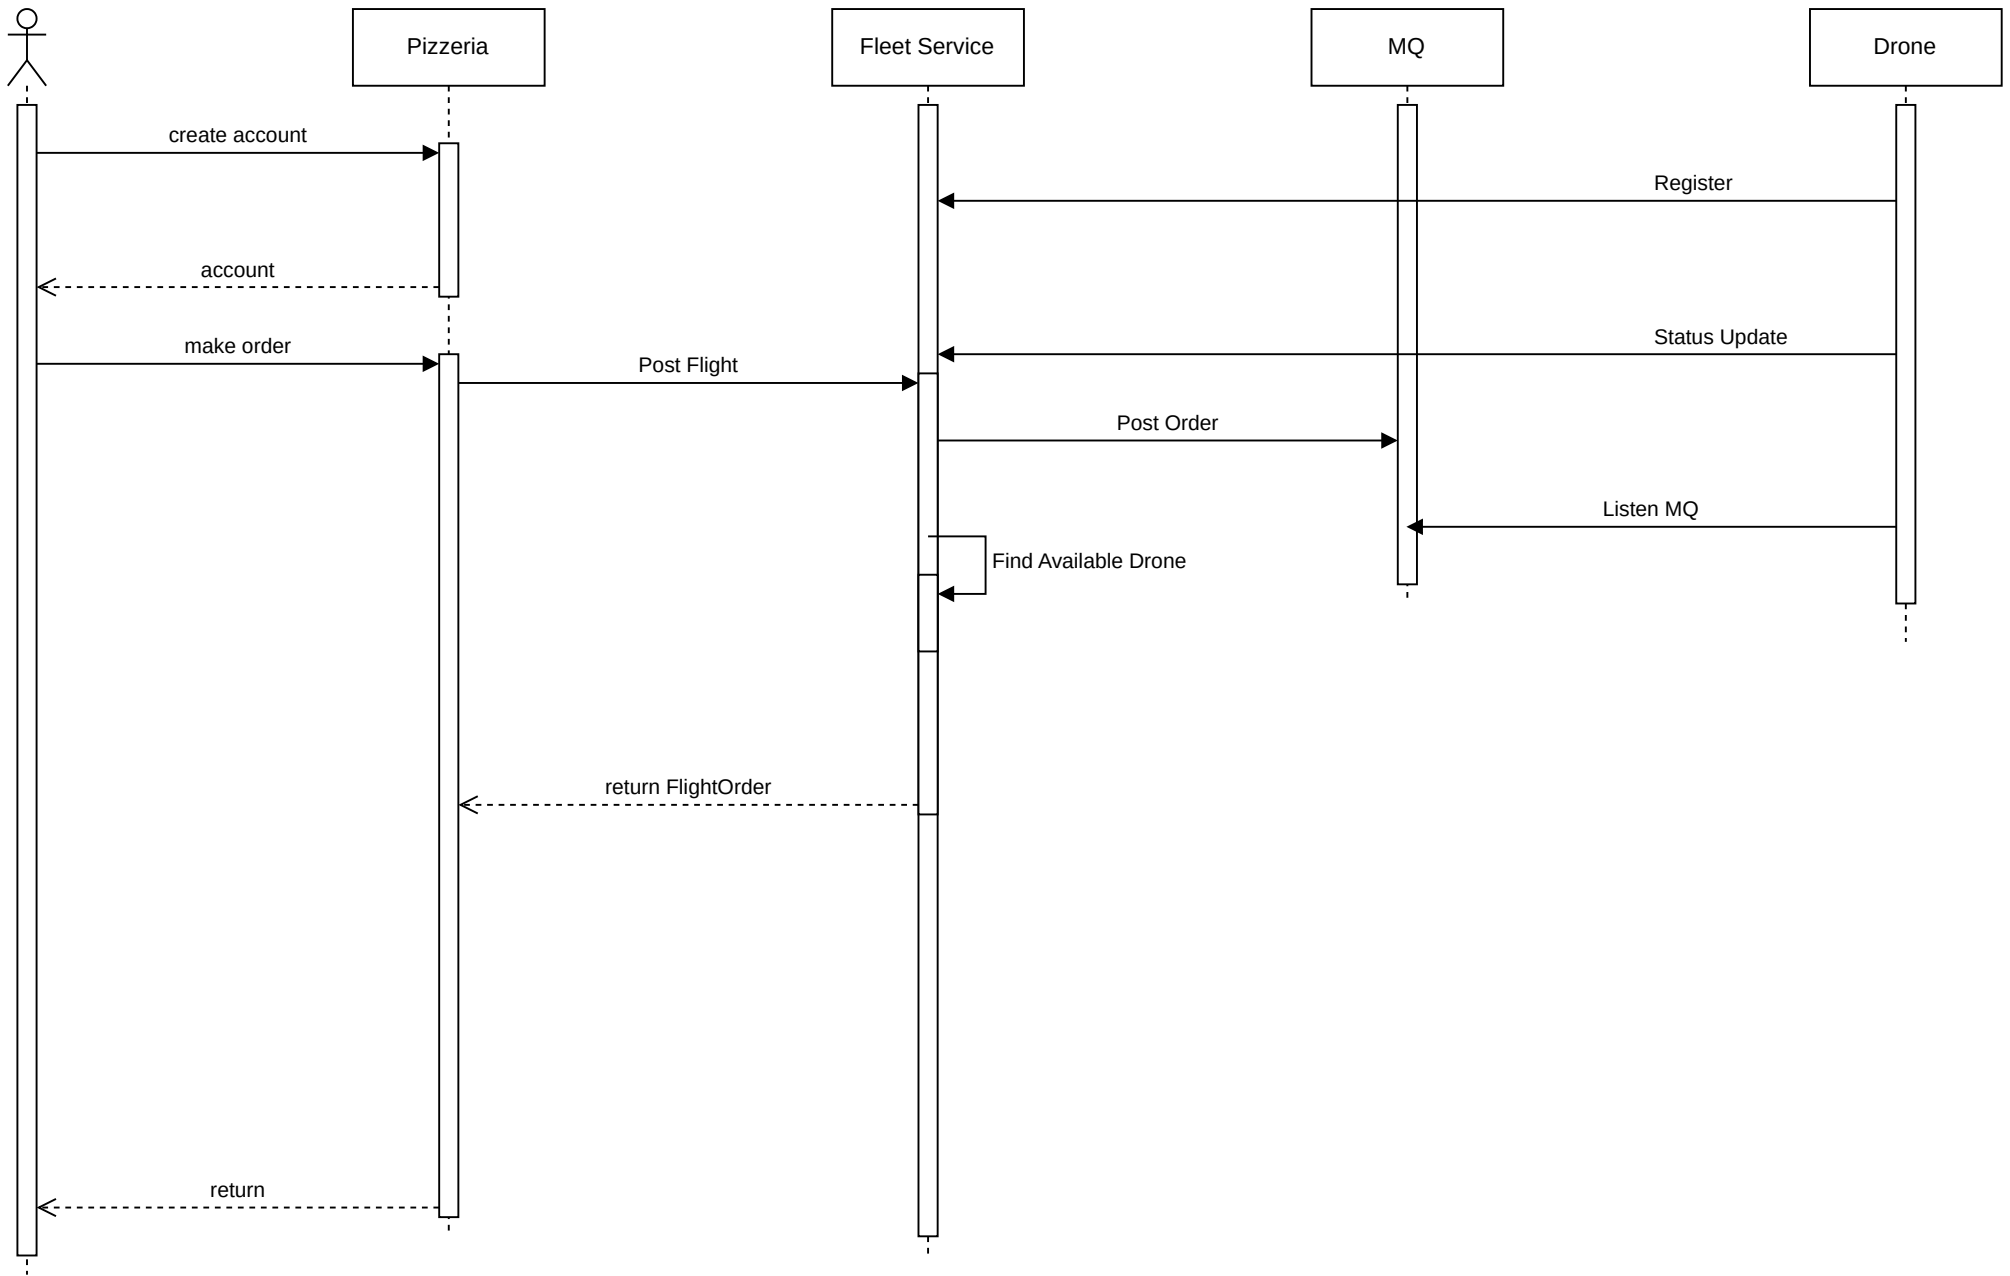 Pizzeria
Fleet Service
MQ
Drone
create account
Register
account
Status Update
make order
Post Flight
Post Order
Listen MQ
Find Available Drone
return FlightOrder
return